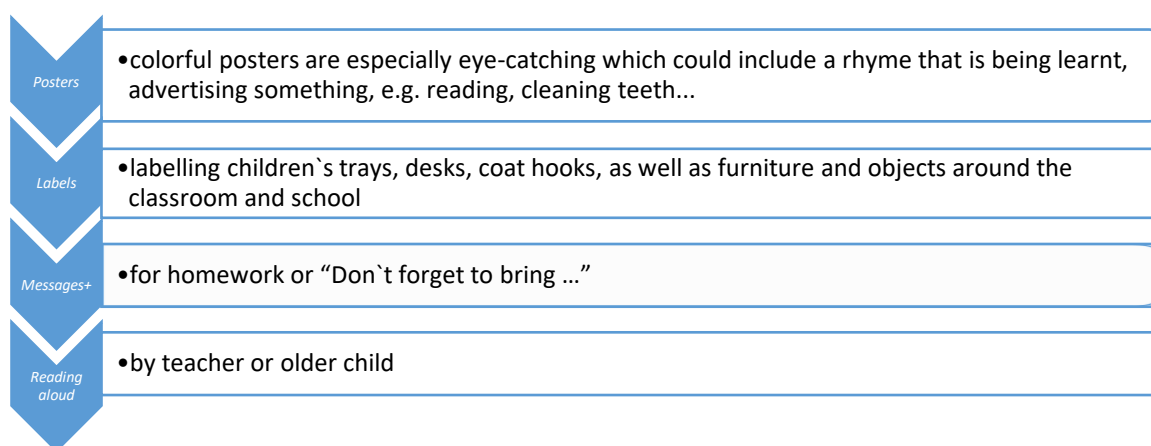 Posters
•colorful posters are especially eye-catching which could include a rhyme that is being learnt,
advertising something, e.g. reading, cleaning teeth...
Labels
•labelling children`s trays, desks, coat hooks, as well as furniture and objects around the
classroom and school
Messages+
•for homework or “Don`t forget to bring …”
Reading
aloud
•by teacher or older child